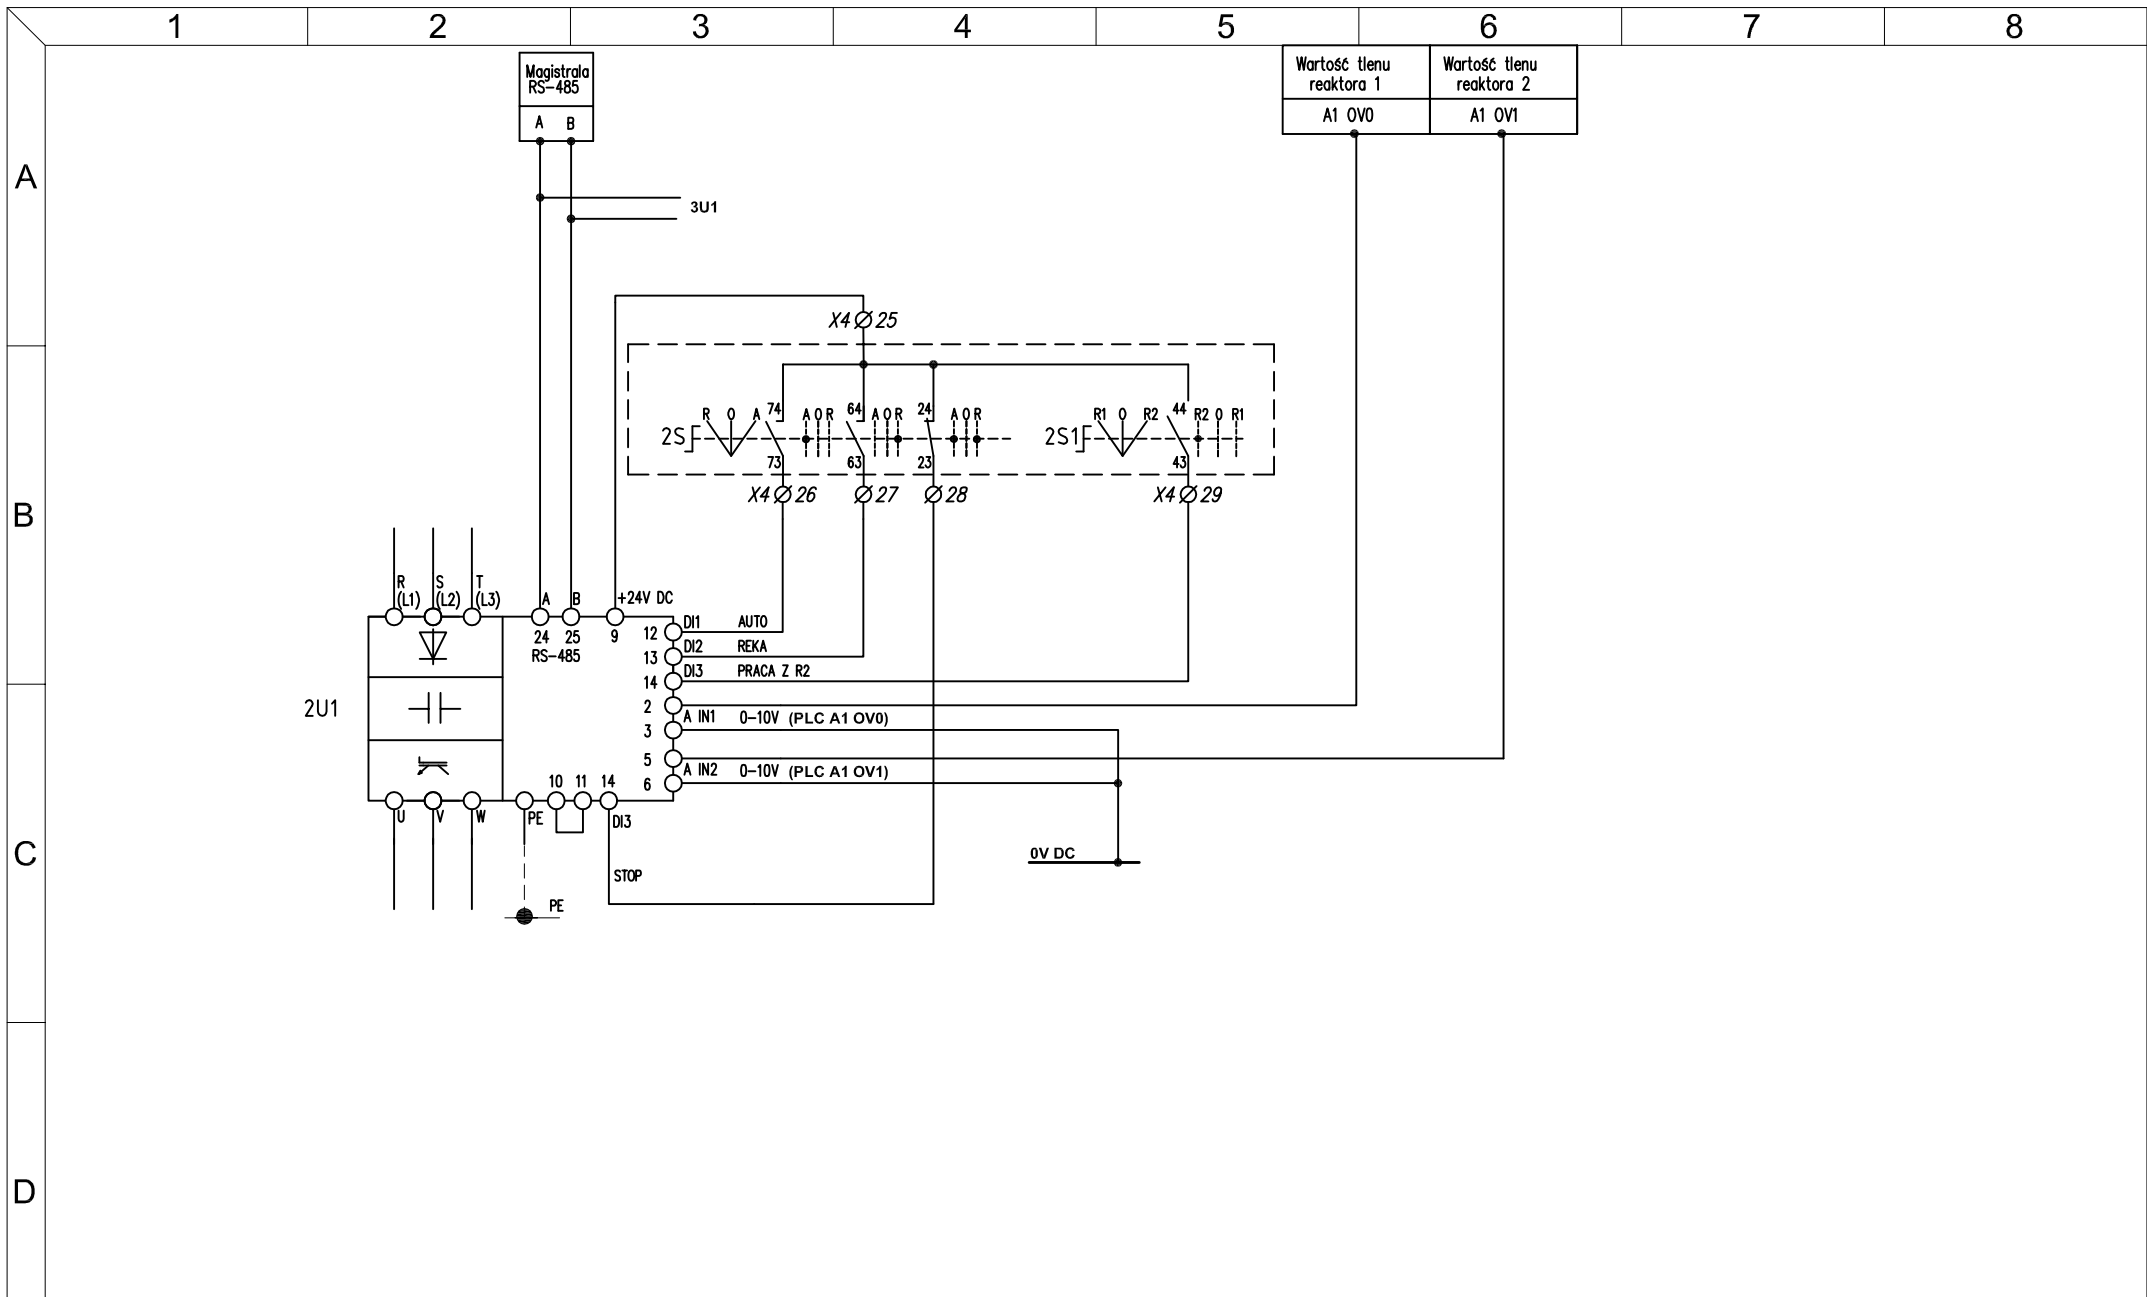 1 2 3 4 5 6 7 8
Magistrala
RS-485
A B
Wartość tlenu
reaktora 1
A1 OV0
Wartość tlenu
reaktora 2
A1 OV1
A
3U1
X4 25
R O A 74 A O R 64 A O R 24 A O R
2S
73 63 23
R1 O R2 44 R2 O R1
2S1
43
X4 26 27 28 X4 29
B
R
(L1)
S
(L2)
T
(L3)
A B +24V DC
24 25 9
RS-485
12 DI1 AUTO
13 DI2 REKA
14 DI3 PRACA Z R2
2U1
2
A IN1 0-10V (PLC A1 OV0)
3
5
A IN2 0-10V (PLC A1 OV1)
6
10 11 14
U V W PE DI3
C
0V DC
STOP
PE
D